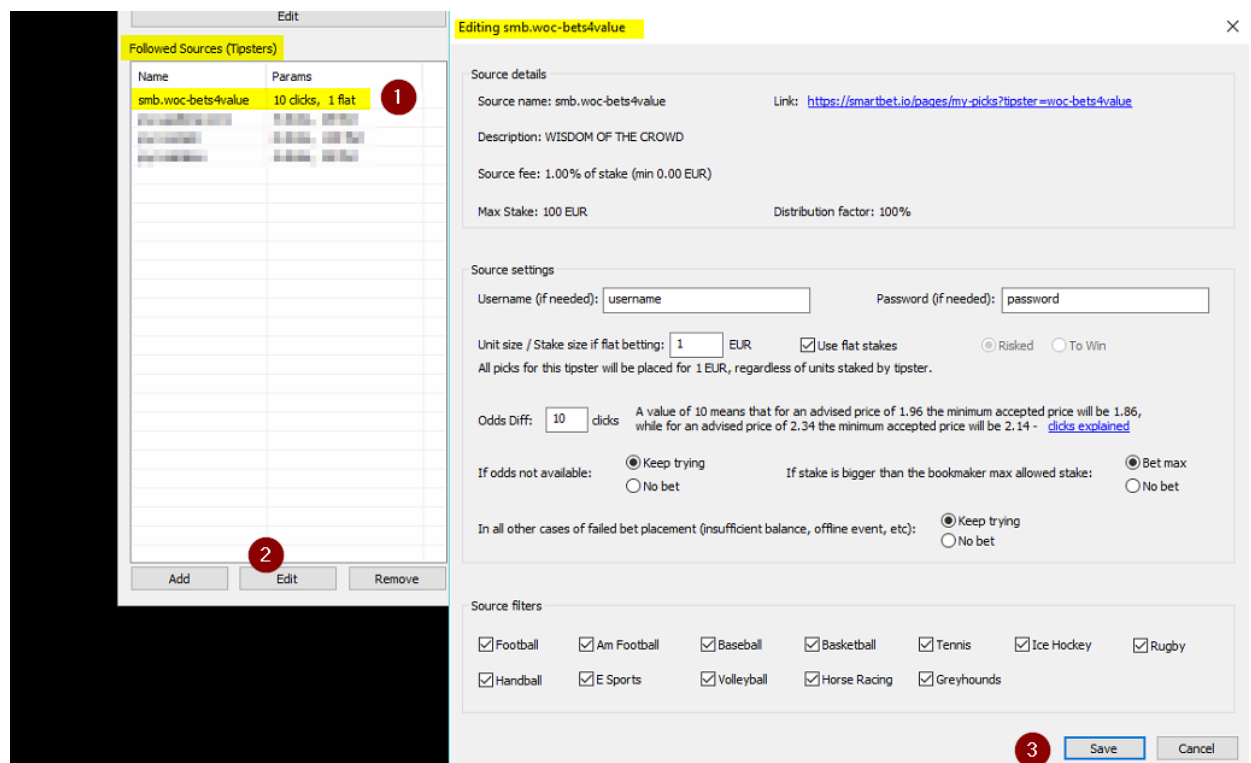 Edit
Followed Sources (Tipsters)
Name Params
smb.woc-bets4value 10 clicks, 1 flat
1
2
Add Edit Remove
Editing smb.woc-bets4value
Source details
Source name: smb.woc-bets4value Link: https://smartbet.io/pages/my-picks?tipster=woc-bets4value
Description: WISDOM OF THE CROWD
Source fee: 1.00% of stake (min 0.00 EUR)
Max Stake: 100 EUR Distribution factor: 100%
Source settings
Username (if needed): username Password (if needed): password
Unit size / Stake size if flat betting: 1 EUR Use flat stakes Risked To Win
All picks for this tipster will be placed for 1 EUR, regardless of units staked by tipster.
Odds Diff: 10 clicks A value of 10 means that for an advised price of 1.96 the minimum accepted price will be 1.86,
while for an advised price of 2.34 the minimum accepted price will be 2.14 - clicks explained
If odds not available: Keep trying If stake is bigger than the bookmaker max allowed stake: Bet max
No bet No bet
In all other cases of failed bet placement (insufficient balance, offline event, etc): Keep trying
No bet
Source filters
Football Am Football Baseball Basketball Tennis Ice Hockey Rugby
Handball E Sports Volleyball Horse Racing Greyhounds
3 Save Cancel